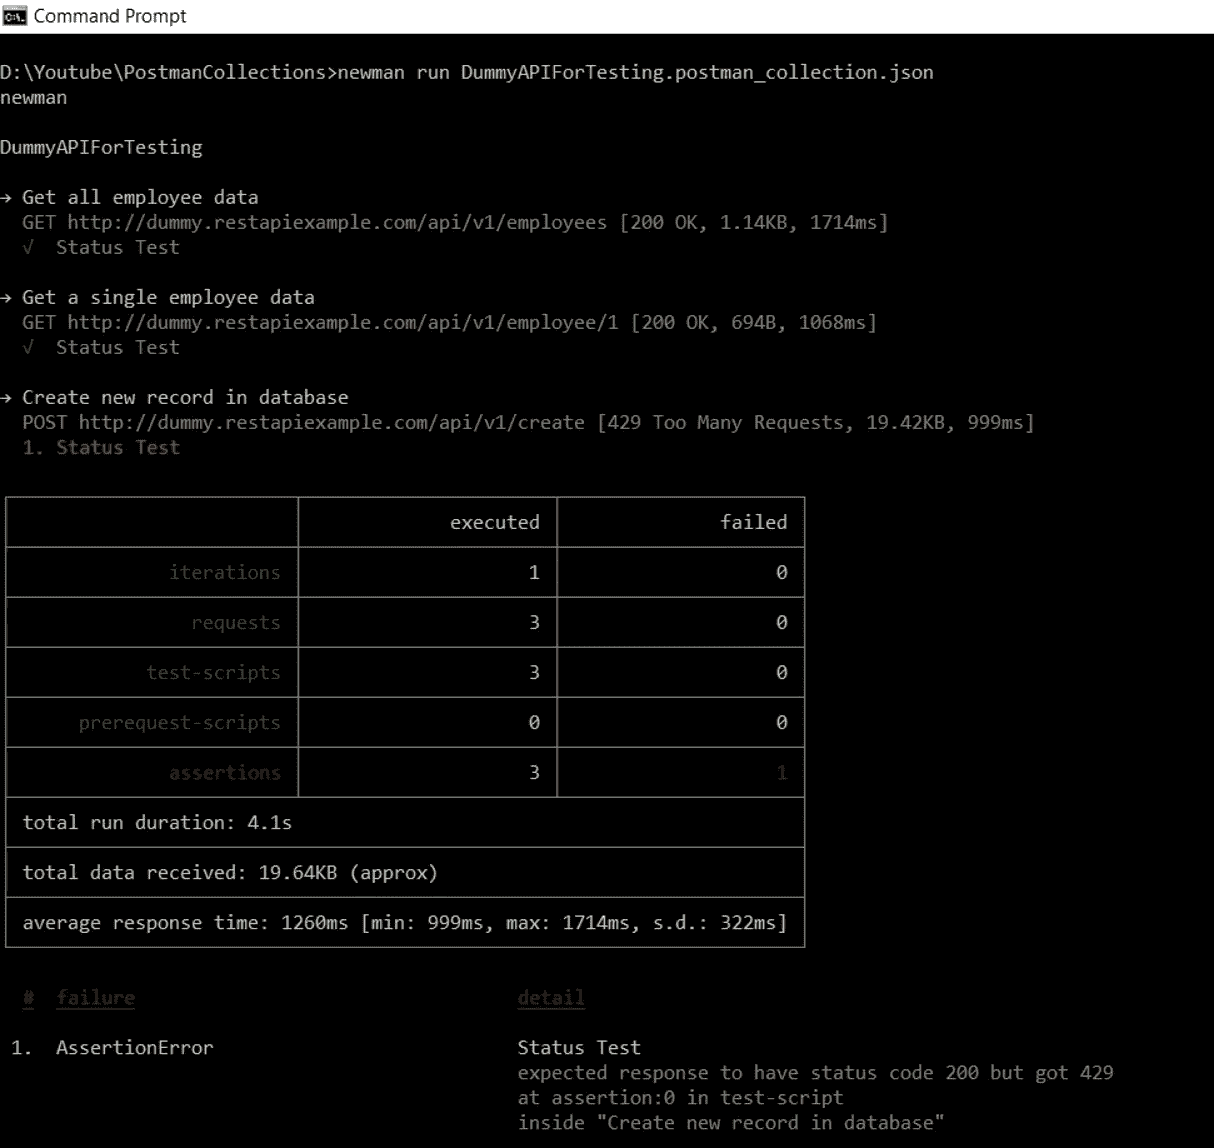 Command Prompt
D:\Youtube\PostmanCollections>newman run DummyAPIForTesting.postman_collection.json
newman
DummyAPIForTesting
→ Get all employee data
GET http://dummy.restapiexample.com/api/v1/employees [200 OK, 1.14KB, 1714ms]
√ Status Test
→ Get a single employee data
GET http://dummy.restapiexample.com/api/v1/employee/1 [200 OK, 694B, 1068ms]
√ Status Test
→ Create new record in database
POST http://dummy.restapiexample.com/api/v1/create [429 Too Many Requests, 19.42KB, 999ms]
1. Status Test
executed failed
iterations 1 0
requests 3 0
test-scripts 3 0
prerequest-scripts 0 0
assertions 3 1
total run duration: 4.1s
total data received: 19.64KB (approx)
average response time: 1260ms [min: 999ms, max: 1714ms, s.d.: 322ms]
# failure detail
1. AssertionError Status Test
expected response to have status code 200 but got 429
at assertion:0 in test-script
inside "Create new record in database"